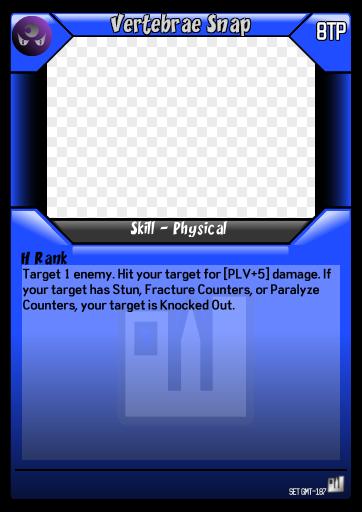 Vertebrae Snap
8TP
Skill - Physical
H Rank
Target 1 enemy. Hit your target for [PLV+5] damage. If
your target has Stun, Fracture Counters, or Paralyze
Counters, your target is Knocked Out.
SET GMT-187